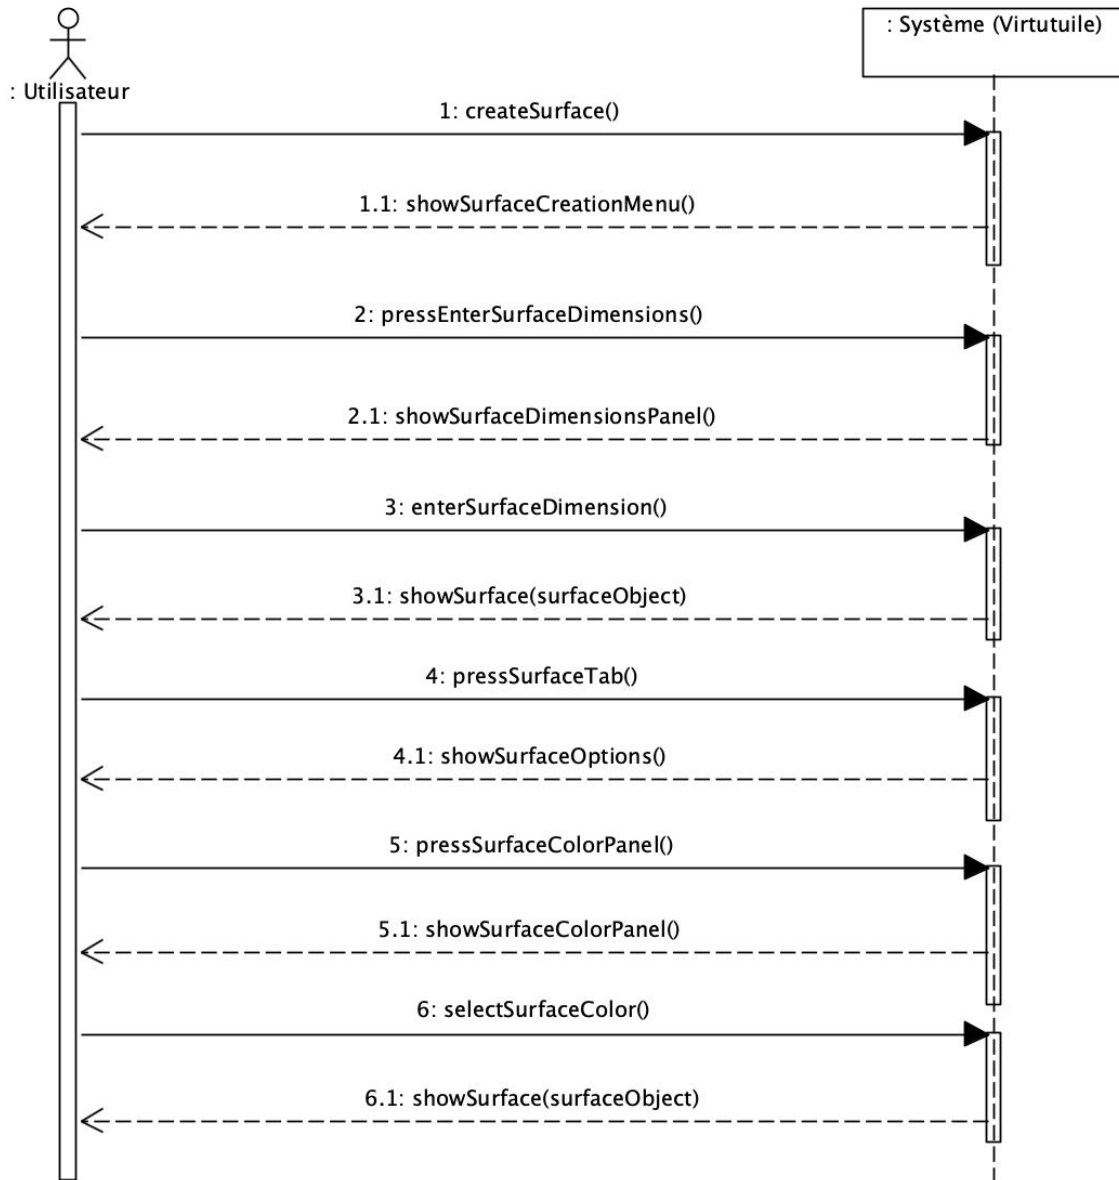 : Système (Virtutuile)
: Utilisateur
1: createSurface()
1.1: showSurfaceCreationMenu()
2: pressEnterSurfaceDimensions()
2.1: showSurfaceDimensionsPanel()
3: enterSurfaceDimension()
3.1: showSurface(surfaceObject)
4: pressSurfaceTab()
4.1: showSurfaceOptions()
5: pressSurfaceColorPanel()
5.1: showSurfaceColorPanel()
6: selectSurfaceColor()
6.1: showSurface(surfaceObject)